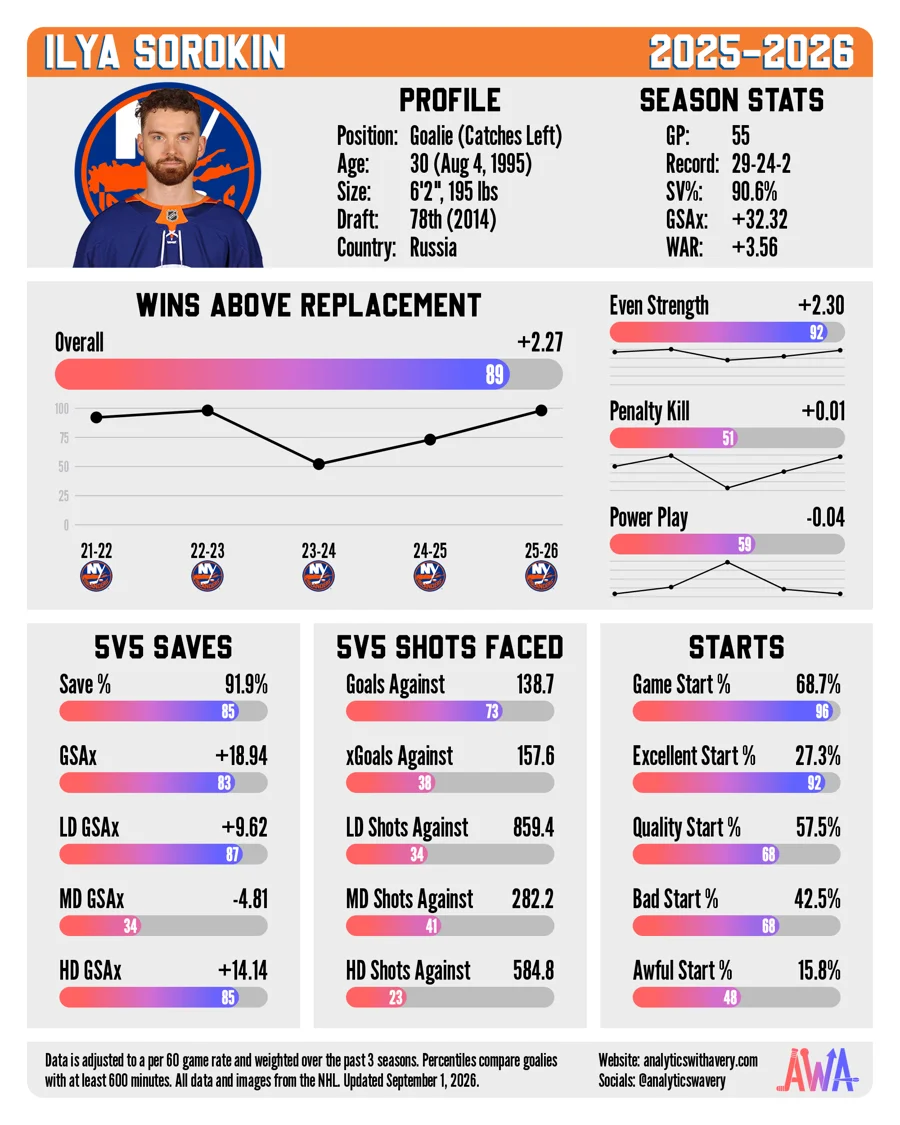 ILYA SOROKIN
2025-2026
PROFILE
Position: Goalie (Catches Left)
Age: 30 (Aug 4, 1995)
Size: 6'2", 195 lbs
Draft: 78th (2014)
Country: Russia
SEASON STATS
GP: 55
Record: 29-24-2
SV%: 90.6%
GSAx: +32.32
WAR: +3.56
WINS ABOVE REPLACEMENT
Overall +2.27
89
100
75
50
25
0
21-22 22-23 23-24 24-25 25-26
NY NY NY NY NY
Even Strength +2.30
92
Penalty Kill +0.01
51
Power Play -0.04
59
5V5 SAVES
Save % 91.9%
85
GSAx +18.94
83
LD GSAx +9.62
87
MD GSAx -4.81
34
HD GSAx +14.14
85
5V5 SHOTS FACED
Goals Against 138.7
73
xGoals Against 157.6
38
LD Shots Against 859.4
34
MD Shots Against 282.2
41
HD Shots Against 584.8
23
STARTS
Game Start % 68.7%
96
Excellent Start % 27.3%
92
Quality Start % 57.5%
68
Bad Start % 42.5%
68
Awful Start % 15.8%
48
Data is adjusted to a per 60 game rate and weighted over the past 3 seasons. Percentiles compare goalies
with at least 600 minutes. All data and images from the NHL. Updated September 1, 2026.
Website: analyticswithavery.com
Socials: @analyticswavery
AWA